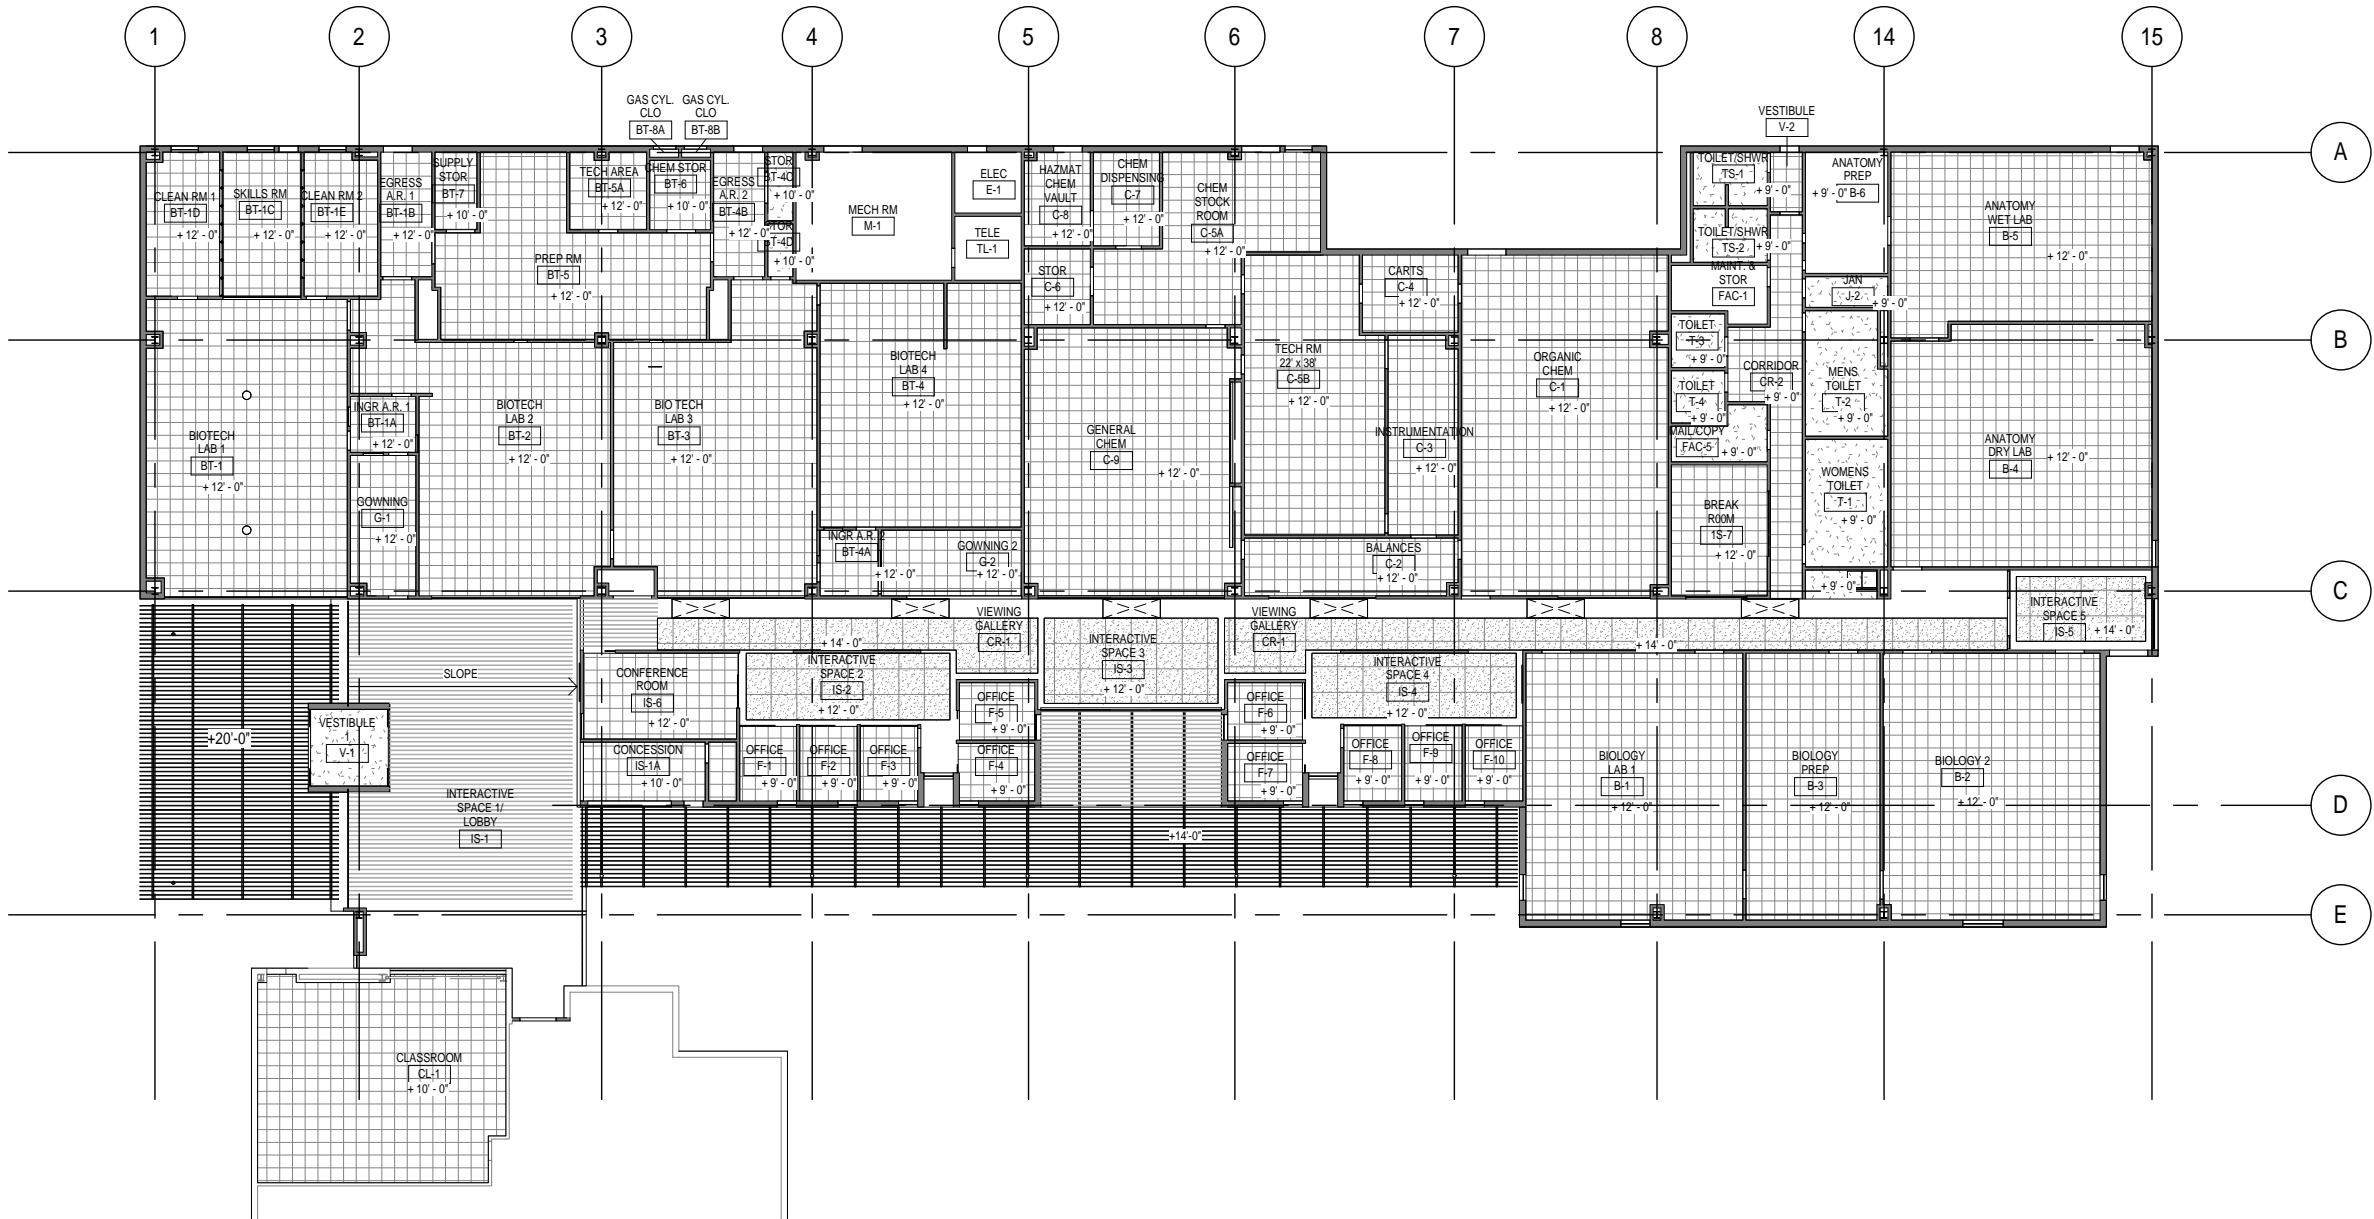 1
2
3
4
5
6
7
8
14
15
A
B
C
D
E
GAS CYL.
CLO
BT-8A
GAS CYL.
CLO
BT-8B
VESTIBULE
V-2
CLEAN RM 1
BT-1D
+ 12' - 0"
SKILLS RM
BT-1C
+ 12' - 0"
CLEAN RM 2
BT-1E
+ 12' - 0"
EGRESS
A.R. 1
BT-1B
+ 12' - 0"
SUPPLY
STOR
BT-7
+ 10' - 0"
TECH AREA
BT-5A
+ 12' - 0"
CHEM STOR
BT-6
+ 10' - 0"
EGRESS
A.R. 2
BT-4B
+ 12' - 0"
STOR
BT-4C
+ 10' - 0"
STOR
BT-4D
+ 10' - 0"
MECH RM
M-1
ELEC
E-1
TELE
TL-1
HAZMAT
CHEM
VAULT
C-8
+ 12' - 0"
CHEM
DISPENSING
C-7
+ 12' - 0"
CHEM
STOCK
ROOM
C-5A
+ 12' - 0"
STOR
C-6
+ 12' - 0"
CARTS
C-4
+ 12' - 0"
TOILET/SHWR
TS-1
+ 9' - 0"
TOILET/SHWR
TS-2
+ 9' - 0"
MAINT. &
STOR
FAC-1
ANATOMY
PREP
B-6
+ 9' - 0"
JAN
J-2
+ 9' - 0"
ANATOMY
WET LAB
B-5
+ 12' - 0"
PREP RM
BT-5
+ 12' - 0"
BIOTECH
LAB 1
BT-1
+ 12' - 0"
INGR A.R. 1
BT-1A
+ 12' - 0"
GOWNING
G-1
+ 12' - 0"
BIOTECH
LAB 2
BT-2
+ 12' - 0"
BIO TECH
LAB 3
BT-3
+ 12' - 0"
BIOTECH
LAB 4
BT-4
+ 12' - 0"
INGR A.R. 2
BT-4A
+ 12' - 0"
GOWNING 2
G-2
+ 12' - 0"
GENERAL
CHEM
C-9
+ 12' - 0"
TECH RM
22' x 38'
C-5B
+ 12' - 0"
INSTRUMENTATION
C-3
+ 12' - 0"
BALANCES
C-2
+ 12' - 0"
ORGANIC
CHEM
C-1
+ 12' - 0"
TOILET
T-3
+ 9' - 0"
TOILET
T-4
+ 9' - 0"
MAIL/COPY
FAC-5
+ 9' - 0"
CORRIDOR
CR-2
+ 9' - 0"
MENS
TOILET
T-2
+ 9' - 0"
WOMENS
TOILET
T-1
+ 9' - 0"
+ 9' - 0"
BREAK
R00M
1S-7
+ 12' - 0"
ANATOMY
DRY LAB
B-4
+ 12' - 0"
VIEWING
GALLERY
CR-1
+ 14' - 0"
INTERACTIVE
SPACE 3
IS-3
+ 12' - 0"
VIEWING
GALLERY
CR-1
+ 14' - 0"
INTERACTIVE
SPACE 5
IS-5
+ 14' - 0"
SLOPE
CONFERENCE
ROOM
IS-6
+ 12' - 0"
INTERACTIVE
SPACE 2
IS-2
+ 12' - 0"
INTERACTIVE
SPACE 4
IS-4
+ 12' - 0"
+20'-0"
VESTIBULE
1
V-1
INTERACTIVE
SPACE 1/
LOBBY
IS-1
CONCESSION
IS-1A
+ 10' - 0"
OFFICE
F-1
+ 9' - 0"
OFFICE
F-2
+ 9' - 0"
OFFICE
F-3
+ 9' - 0"
OFFICE
F-5
+ 9' - 0"
OFFICE
F-4
+ 9' - 0"
OFFICE
F-6
+ 9' - 0"
OFFICE
F-7
+ 9' - 0"
OFFICE
F-8
+ 9' - 0"
OFFICE
F-9
+ 9' - 0"
OFFICE
F-10
+ 9' - 0"
BIOLOGY
LAB 1
B-1
+ 12' - 0"
BIOLOGY
PREP
B-3
+ 12' - 0"
BIOLOGY 2
B-2
+ 12' - 0"
+14'-0"
CLASSROOM
CL-1
+ 10' - 0"